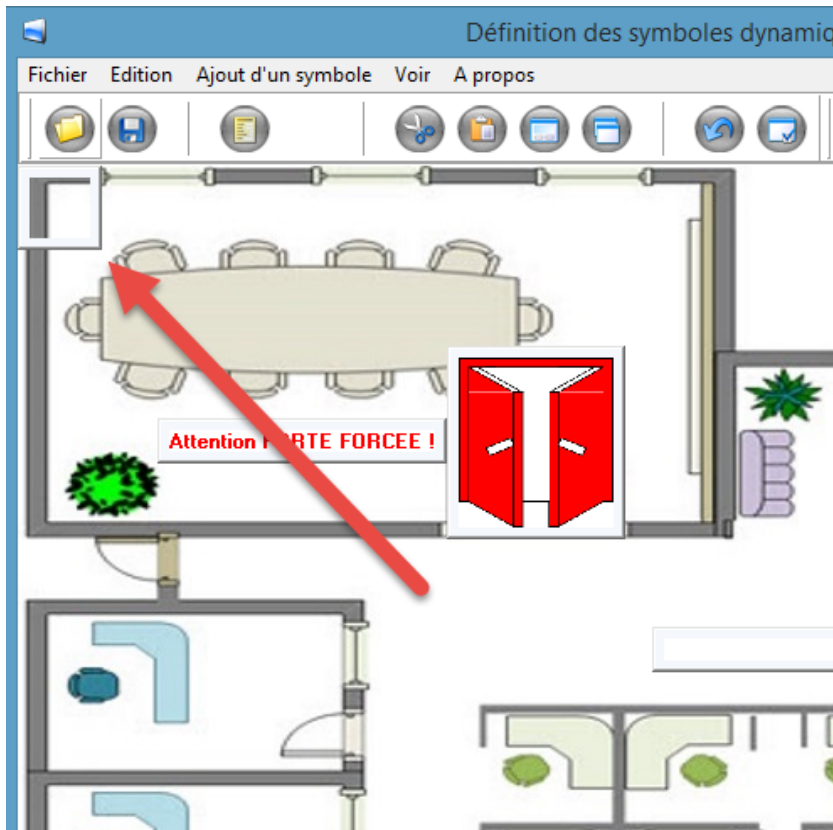 Définition des symboles
Fichier Edition Ajout d'un symbole Voir A propos
Attention FORCEE !